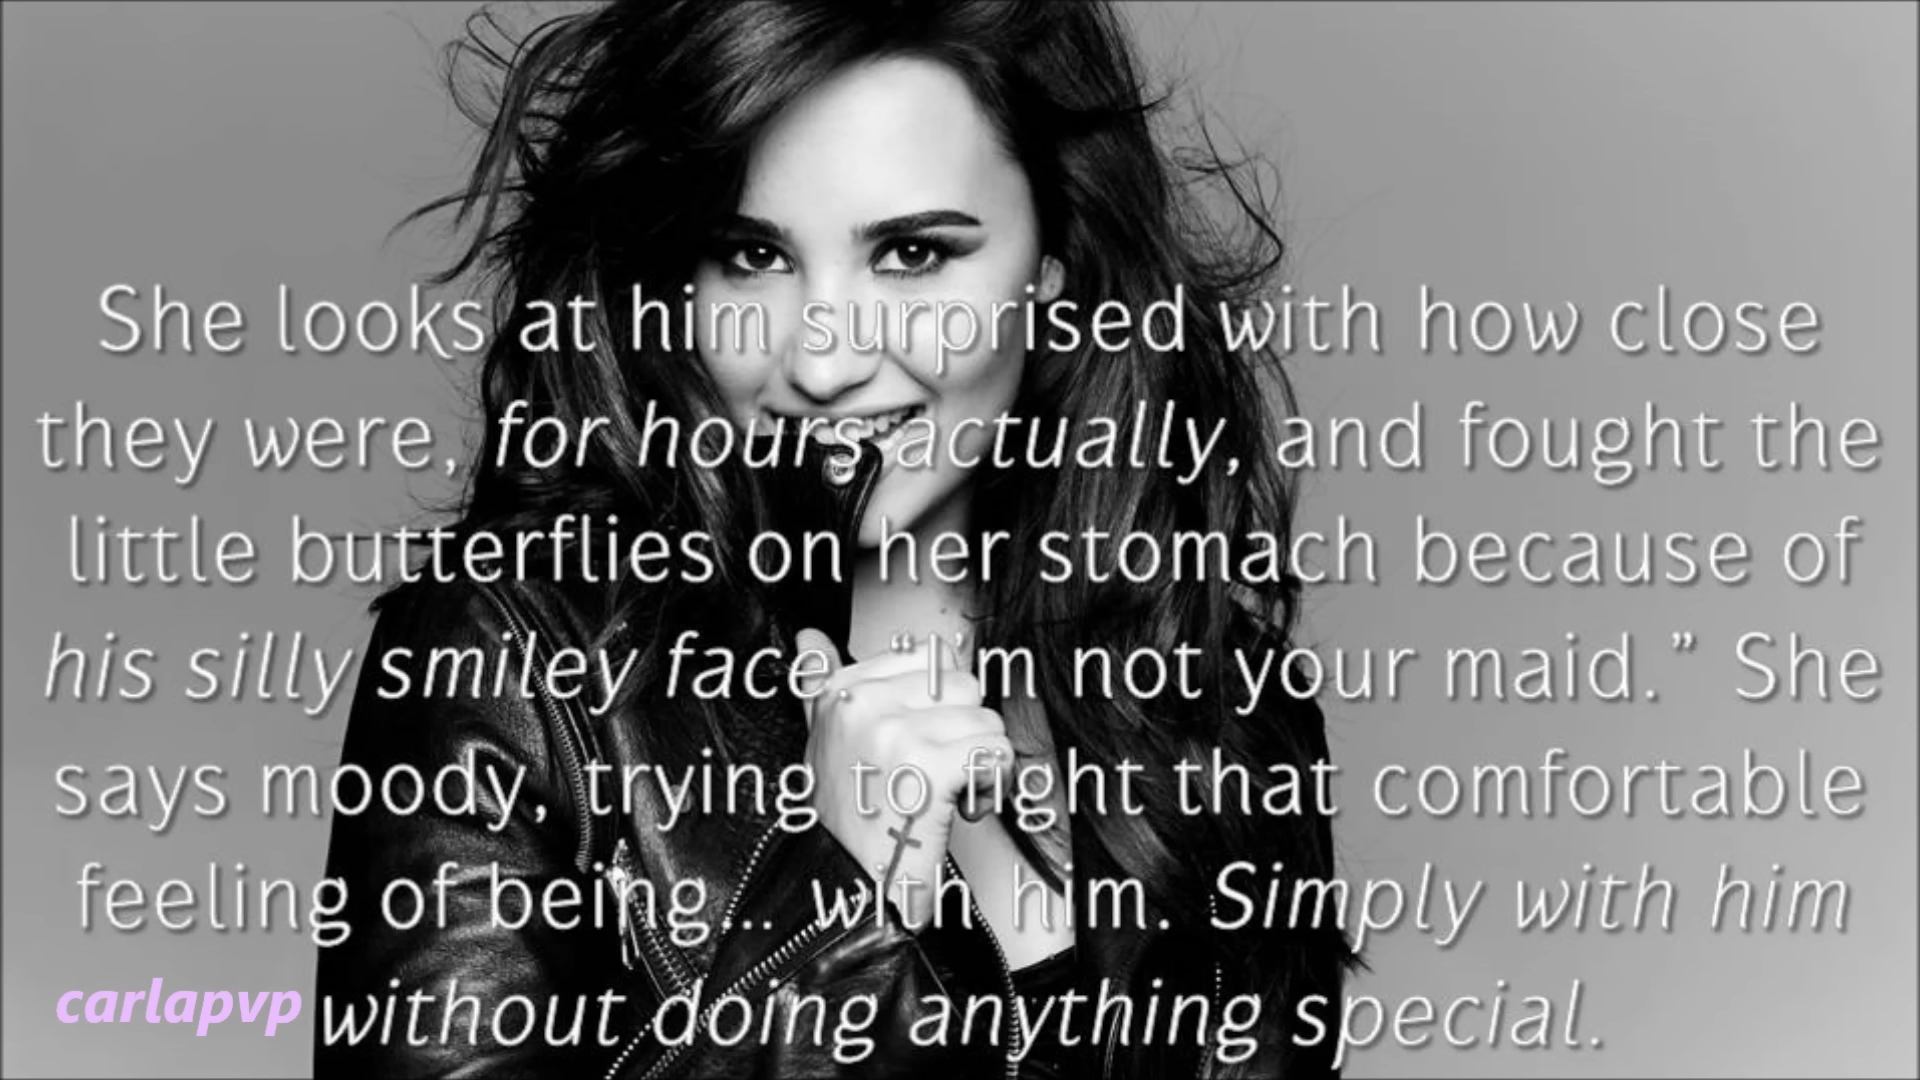 She looks at him surprised with how close
they were, for hours actually, and fought the
little butterflies on her stomach because of
his silly smiley face. “I’m not your maid.” She
says moody, trying to fight that comfortable
feeling of being... with him. Simply with him
without doing anything special.
carlapvp